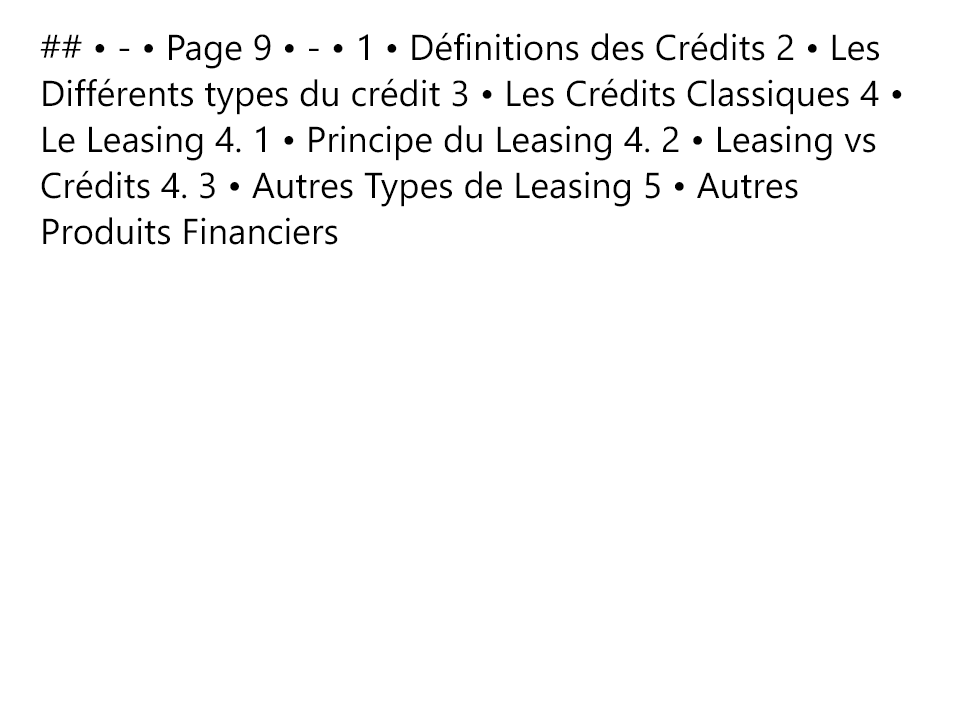 ## • - • Page 9 • - • 1 • Définitions des Crédits 2 • Les
Différents types du crédit 3 • Les Crédits Classiques 4 •
Le Leasing 4. 1 • Principe du Leasing 4. 2 • Leasing vs
Crédits 4. 3 • Autres Types de Leasing 5 • Autres
Produits Financiers